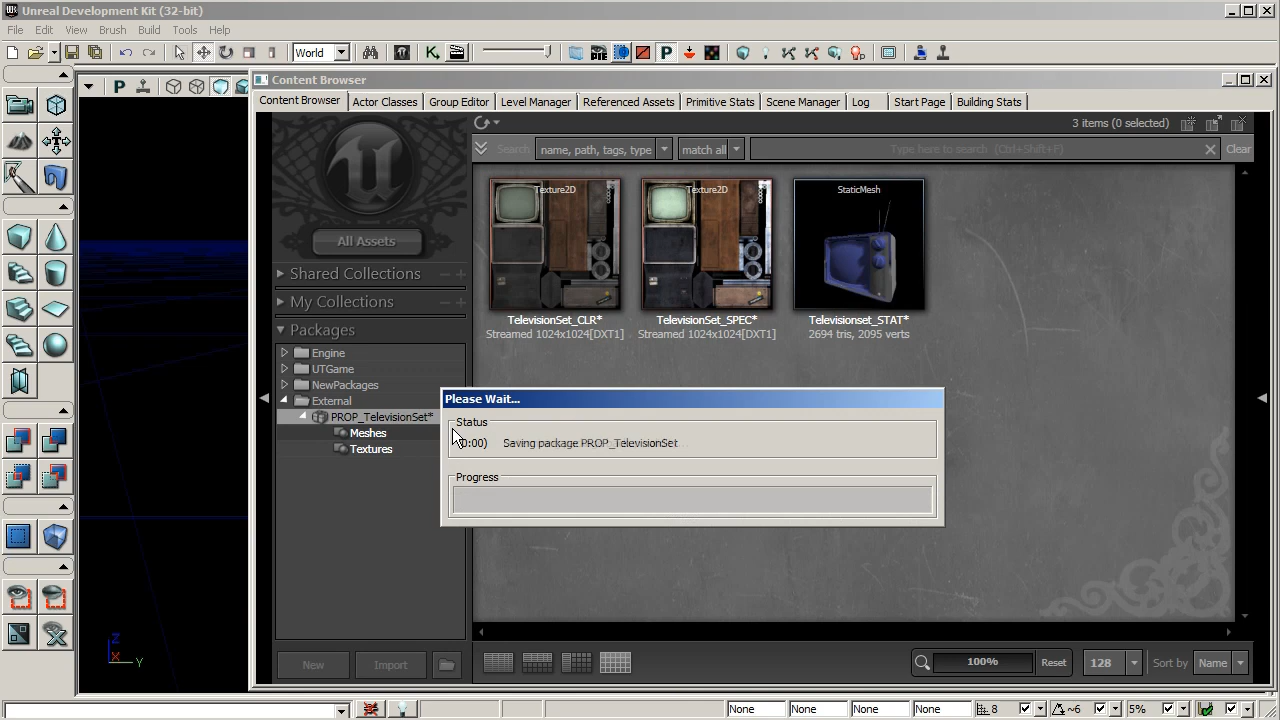 Unreal Development Kit (32-bit)
File Edit View Brush Build Tools Help
World
Content Browser
Content Browser Actor Classes Group Editor Level Manager Referenced Assets Primitive Stats Scene Manager Log Start Page Building Stats
3 items (0 selected)
Search name, path, tags, type match all Type here to search (Ctrl+Shift+F) Clear
All Assets
Shared Collections
My Collections
Packages
Engine
UTGame
NewPackages
External
PROP_TelevisionSet*
Meshes
Textures
Texture2D Texture2D StaticMesh
TelevisionSet_CLR* TelevisionSet_SPEC* Televisionset_STAT*
Streamed 1024x1024[DXT1] Streamed 1024x1024[DXT1] 2694 tris, 2095 verts
Please Wait...
Status
0:00) Saving package PROP_TelevisionSet
Progress
New Import
100% Reset 128 Sort by Name
Z
X Y
None None None None 8 ~6 5%